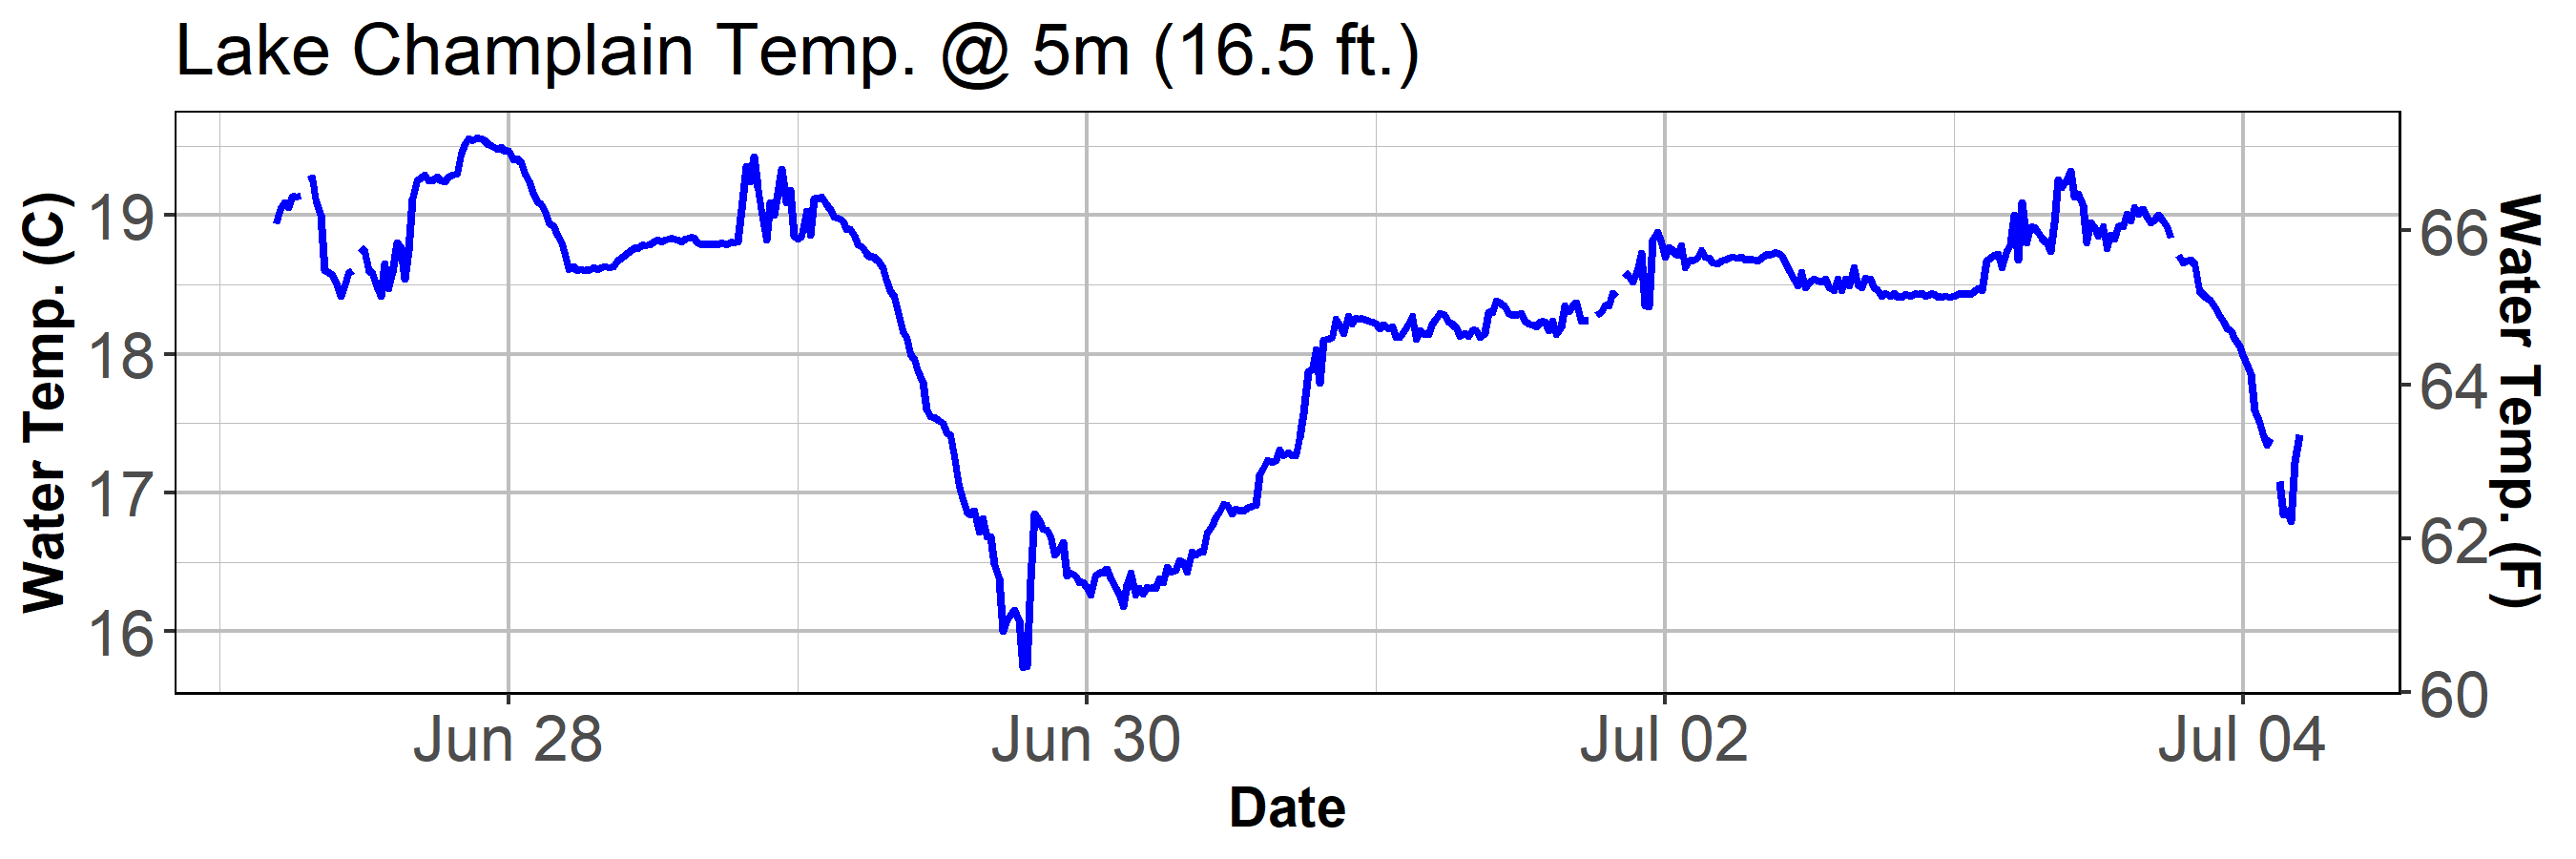 Lake Champlain Temp. @ 5m (16.5 ft.)
Water Temp. (C)
19
18
17
16
66
64
62
60
Water Temp. (F)
Jun 28
Jun 30
Jul 02
Jul 04
Date